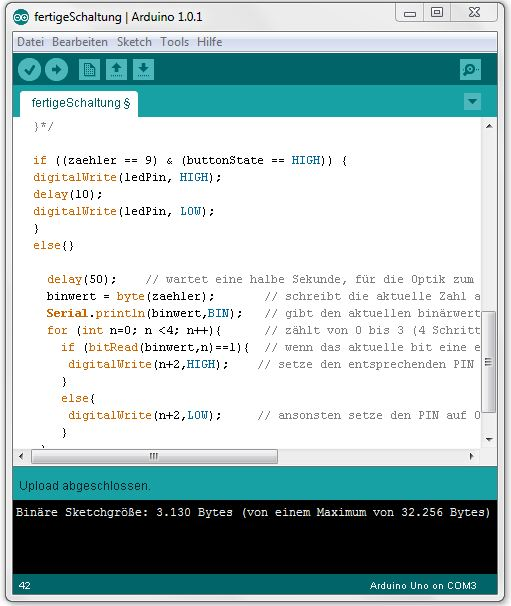 fertigeSchaltung | Arduino 1.0.1
Datei Bearbeiten Sketch Tools Hilfe
fertigeSchaltung §
}*/
if ((zaehler == 9) & (buttonState == HIGH)) {
digitalWrite(ledPin, HIGH);
delay(10);
digitalWrite(ledPin, LOW);
}
else{}
delay(50); // wartet eine halbe Sekunde, für die Optik zum
binwert = byte(zaehler); // schreibt die aktuelle Zahl a
Serial.println(binwert,BIN); // gibt den aktuellen binärwert
for (int n=0; n <4; n++){ // zählt von 0 bis 3 (4 Schritt
if (bitRead(binwert,n)==1){ // wenn das aktuelle bit eine e
digitalWrite(n+2,HIGH); // setze den entsprechenden PIN
}
else{
digitalWrite(n+2,LOW); // ansonsten setze den PIN auf 0
}
Upload abgeschlossen.
Binäre Sketchgröße: 3.130 Bytes (von einem Maximum von 32.256 Bytes)
42 Arduino Uno on COM3